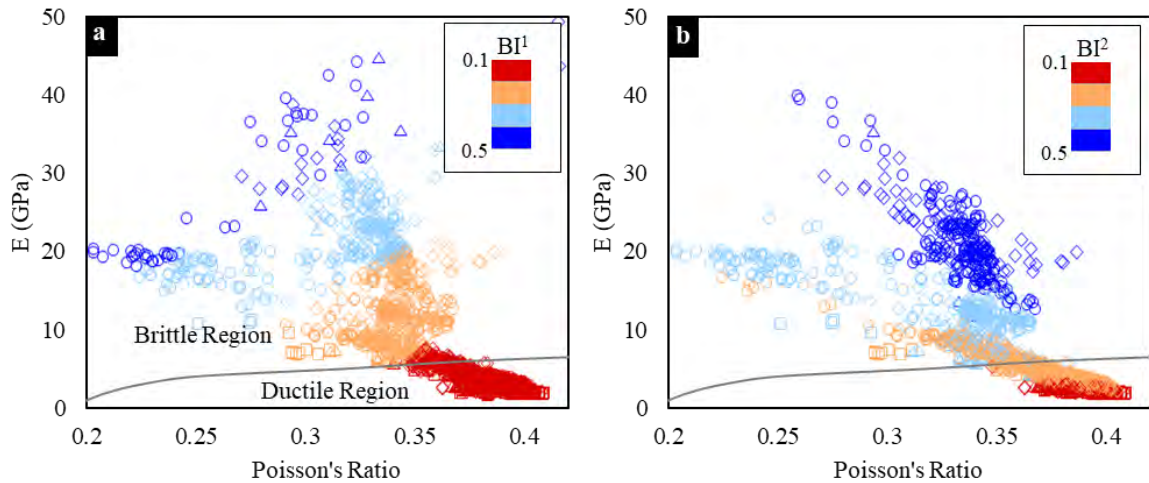 a
50
40
30
20
10
0
E (GPa)
BI¹
0.1
0.5
Brittle Region
Ductile Region
0.2
0.25
0.3
0.35
0.4
Poisson's Ratio
b
50
40
30
20
10
0
E (GPa)
BI²
0.1
0.5
0.2
0.25
0.3
0.35
0.4
Poisson's Ratio